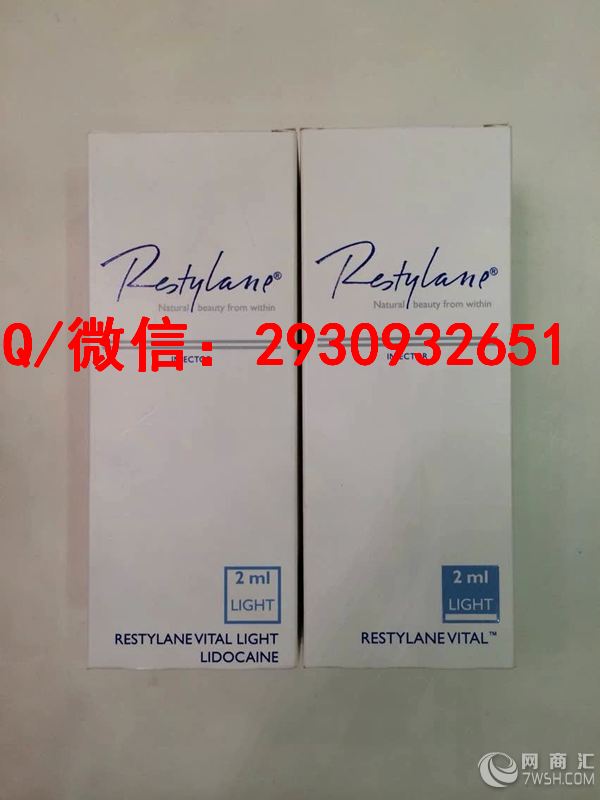 Restylane®
Natural beauty from within
INJECTOR
2 ml
LIGHT
RESTYLANE VITAL LIGHT
LIDOCAINE
Restylane®
Natural beauty from within
INJECTOR
2 ml
LIGHT
RESTYLANE VITAL™
Q/微信：2930932651
网商汇
7WSH.COM